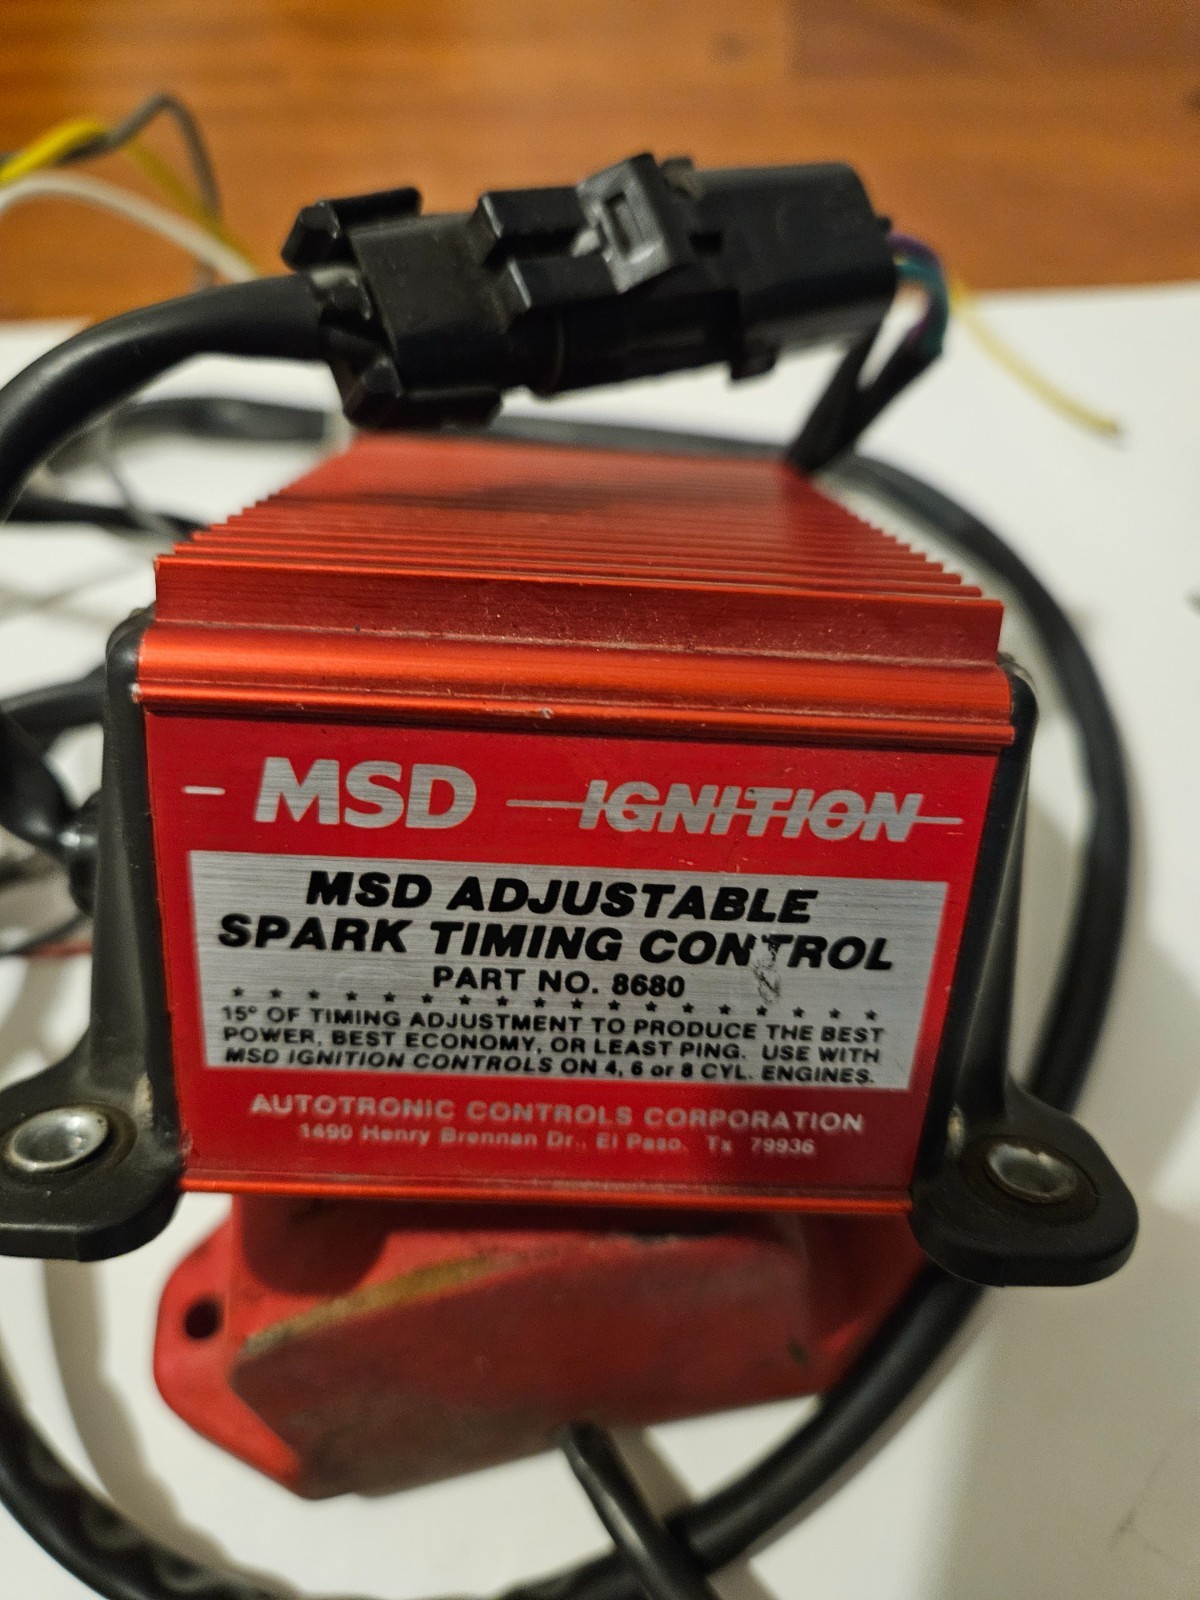 MSD IGNITION
MSD ADJUSTABLE
SPARK TIMING CONTROL
PART NO. 8680
* * * * * * * * * * * * * * * * * *
15° OF TIMING ADJUSTMENT TO PRODUCE THE BEST
POWER, BEST ECONOMY, OR LEAST PING. USE WITH
MSD IGNITION CONTROLS ON 4, 6 or 8 CYL. ENGINES.
AUTOTRONIC CONTROLS CORPORATION
1490 Henry Brennan Dr., El Paso, Tx 79936